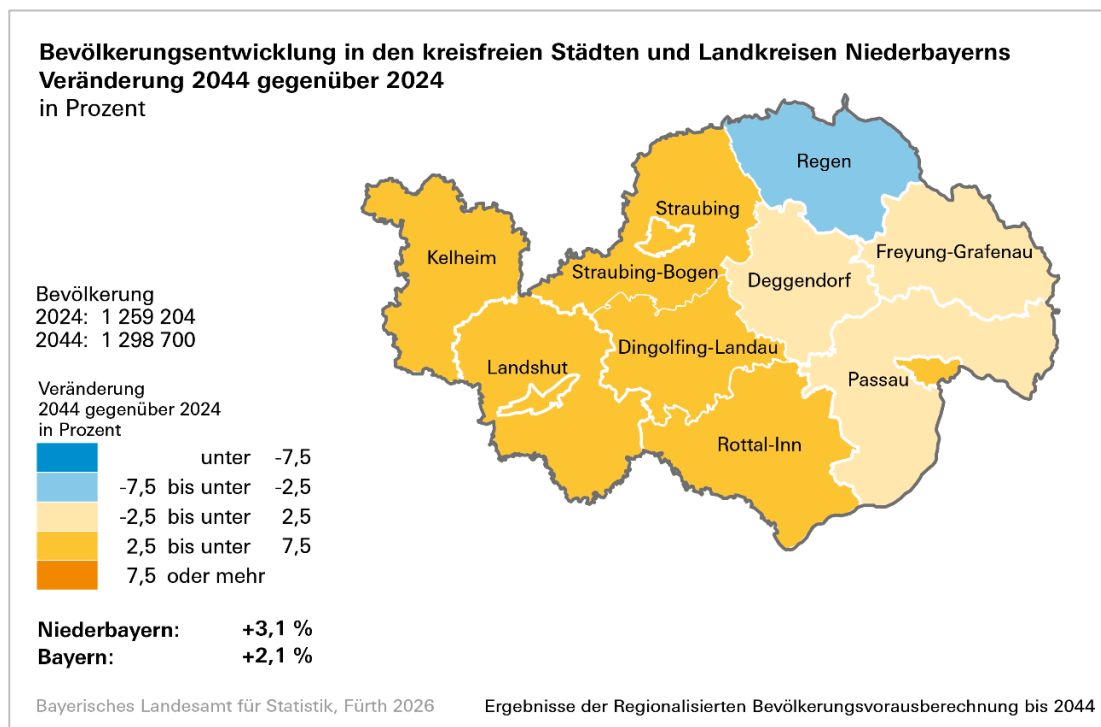 Bevölkerungsentwicklung in den kreisfreien Städten und Landkreisen Niederbayerns
Veränderung 2044 gegenüber 2024
in Prozent
Regen
Straubing
Kelheim
Freyung-Grafenau
Straubing-Bogen
Deggendorf
Dingolfing-Landau
Landshut
Passau
Rottal-Inn
Bevölkerung
2024: 1 259 204
2044: 1 298 700
Veränderung
2044 gegenüber 2024
in Prozent
unter -7,5
-7,5 bis unter -2,5
-2,5 bis unter 2,5
2,5 bis unter 7,5
7,5 oder mehr
Niederbayern: +3,1 %
Bayern: +2,1 %
Bayerisches Landesamt für Statistik, Fürth 2026
Ergebnisse der Regionalisierten Bevölkerungsvorausberechnung bis 2044